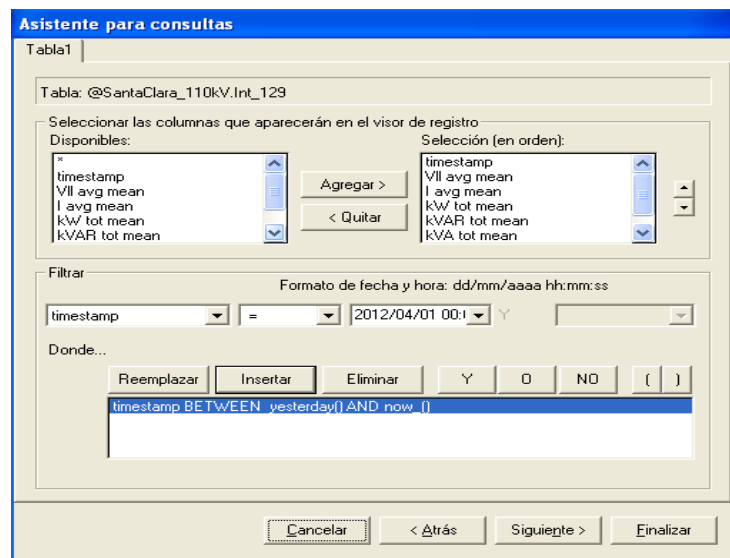 Asistente para consultas
Tabla1
Tabla: @SantaClara_110kV.Int_129
Seleccionar las columnas que aparecerán en el visor de registro
Disponibles:
*
timestamp
Vll avg mean
I avg mean
kW tot mean
kVAR tot mean
Agregar >
< Quitar
Selección (en orden):
timestamp
Vll avg mean
I avg mean
kW tot mean
kVAR tot mean
kVA tot mean
Filtrar
Formato de fecha y hora: dd/mm/aaaa hh:mm:ss
timestamp = 2012/04/01 00: Y
Donde...
Reemplazar Insertar Eliminar Y O NO ( )
timestamp BETWEEN yesterday() AND now_()
Cancelar < Atrás Siguiente > Finalizar